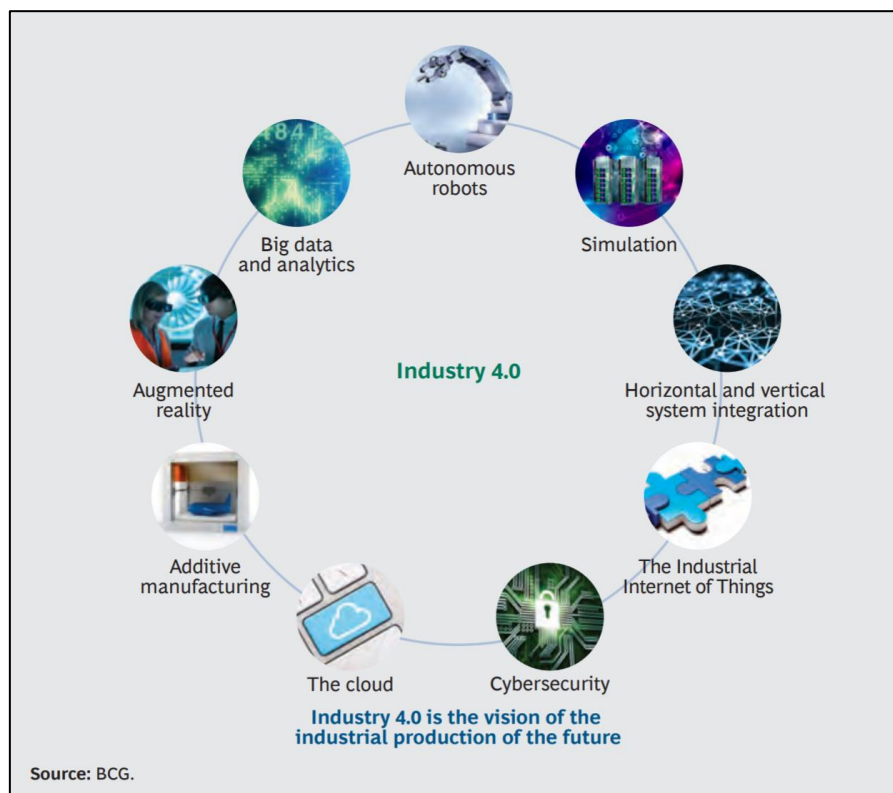 Autonomous
robots
Simulation
Horizontal and vertical
system integration
The Industrial
Internet of Things
Cybersecurity
The cloud
Additive
manufacturing
Augmented
reality
Big data
and analytics
Industry 4.0
Industry 4.0 is the vision of the
industrial production of the future
Source: BCG.